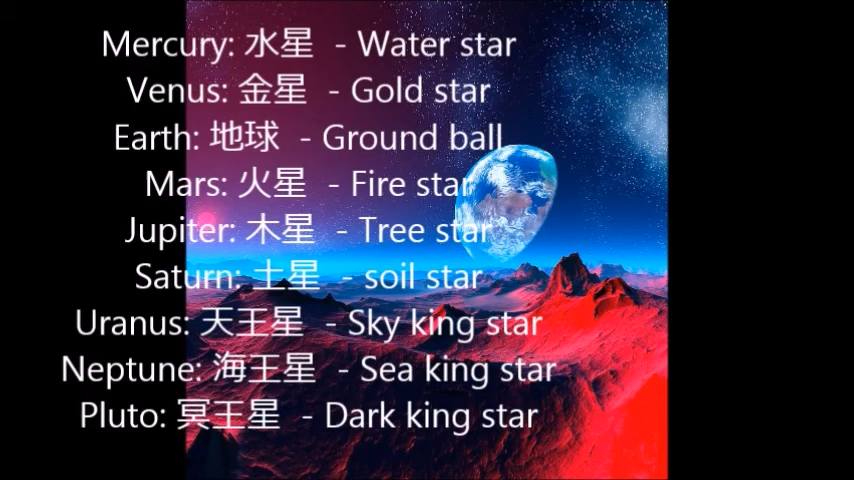 Mercury: 水星 - Water star
Venus: 金星 - Gold star
Earth: 地球 - Ground ball
Mars: 火星 - Fire star
Jupiter: 木星 - Tree star
Saturn: 土星 - soil star
Uranus: 天王星 - Sky king star
Neptune: 海王星 - Sea king star
Pluto: 冥王星 - Dark king star